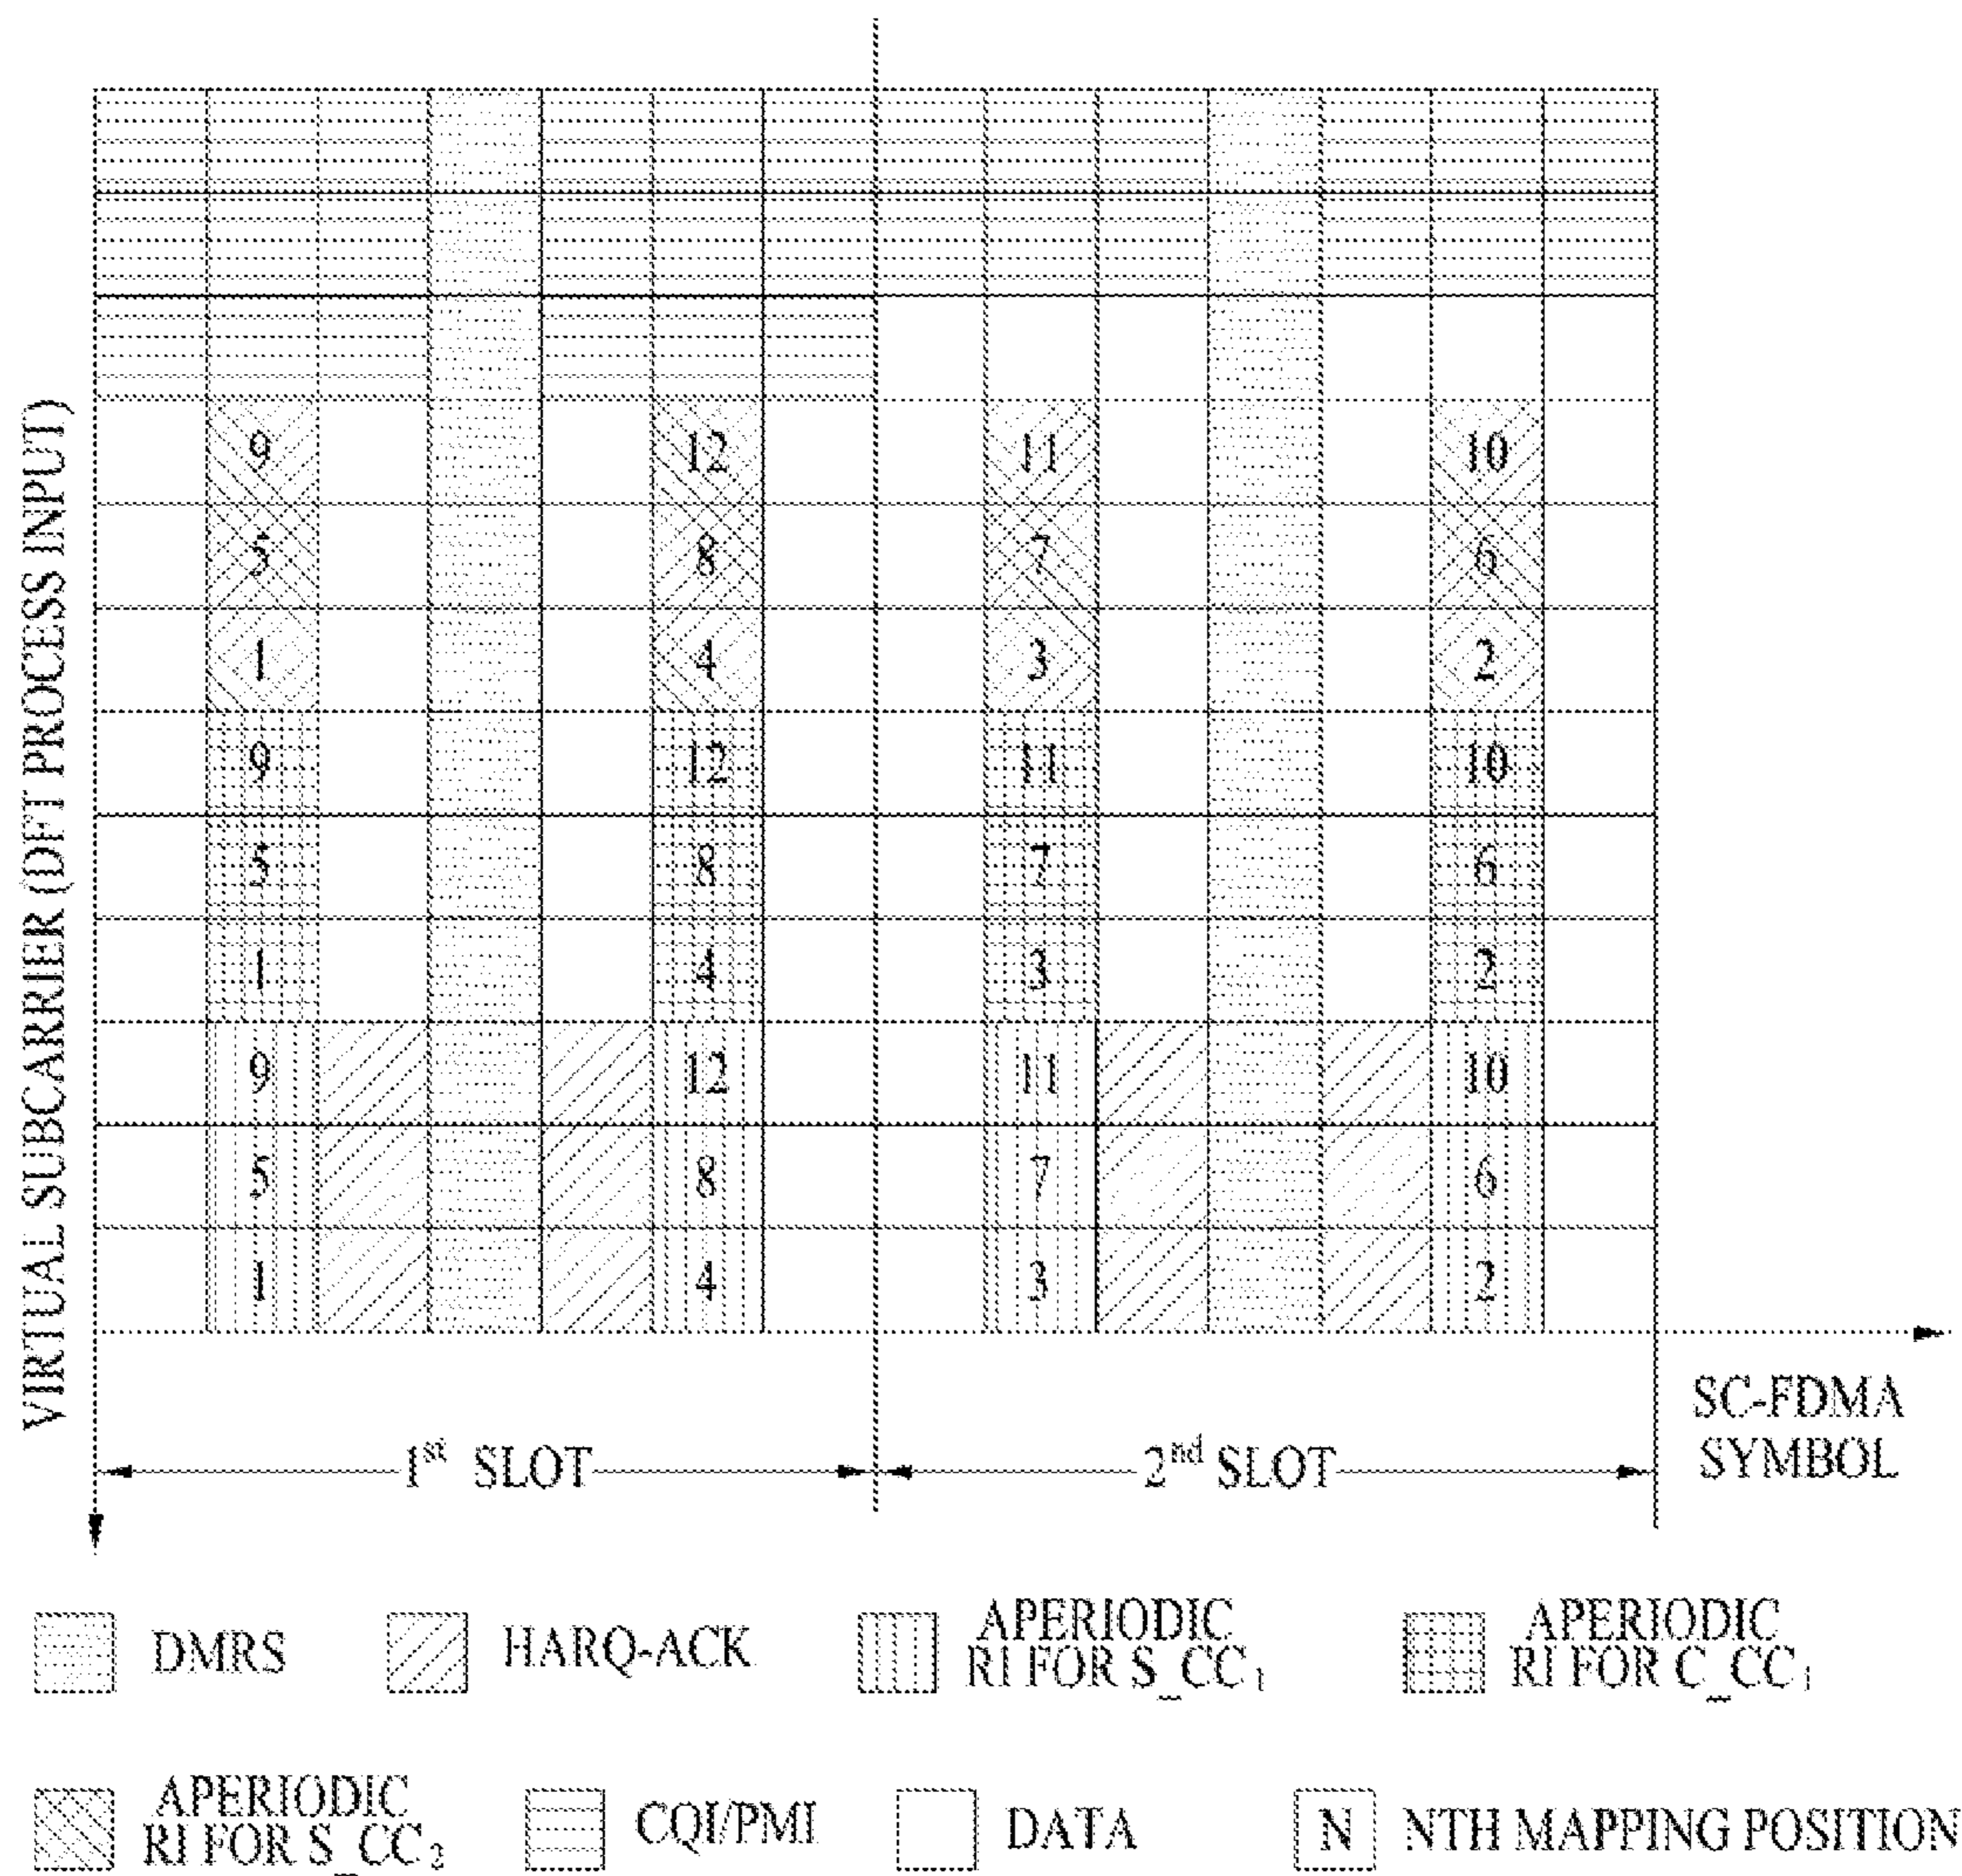 VIRTUAL SUBCARRIER (DFT PROCESS INPUT)
9 12 11 10
5 8 7 6
1 4 3 2
9 12 11 10
5 8 7 6
1 4 3 2
9 12 11 10
5 8 7 6
1 4 3 2
SC-FDMA
SYMBOL
1st SLOT
2nd SLOT
DMRS
HARQ-ACK
APERIODIC
RI FOR S_CC1
APERIODIC
RI FOR C_CC1
APERIODIC
RI FOR S_CC2
CQI/PMI
DATA
N
NTH MAPPING POSITION